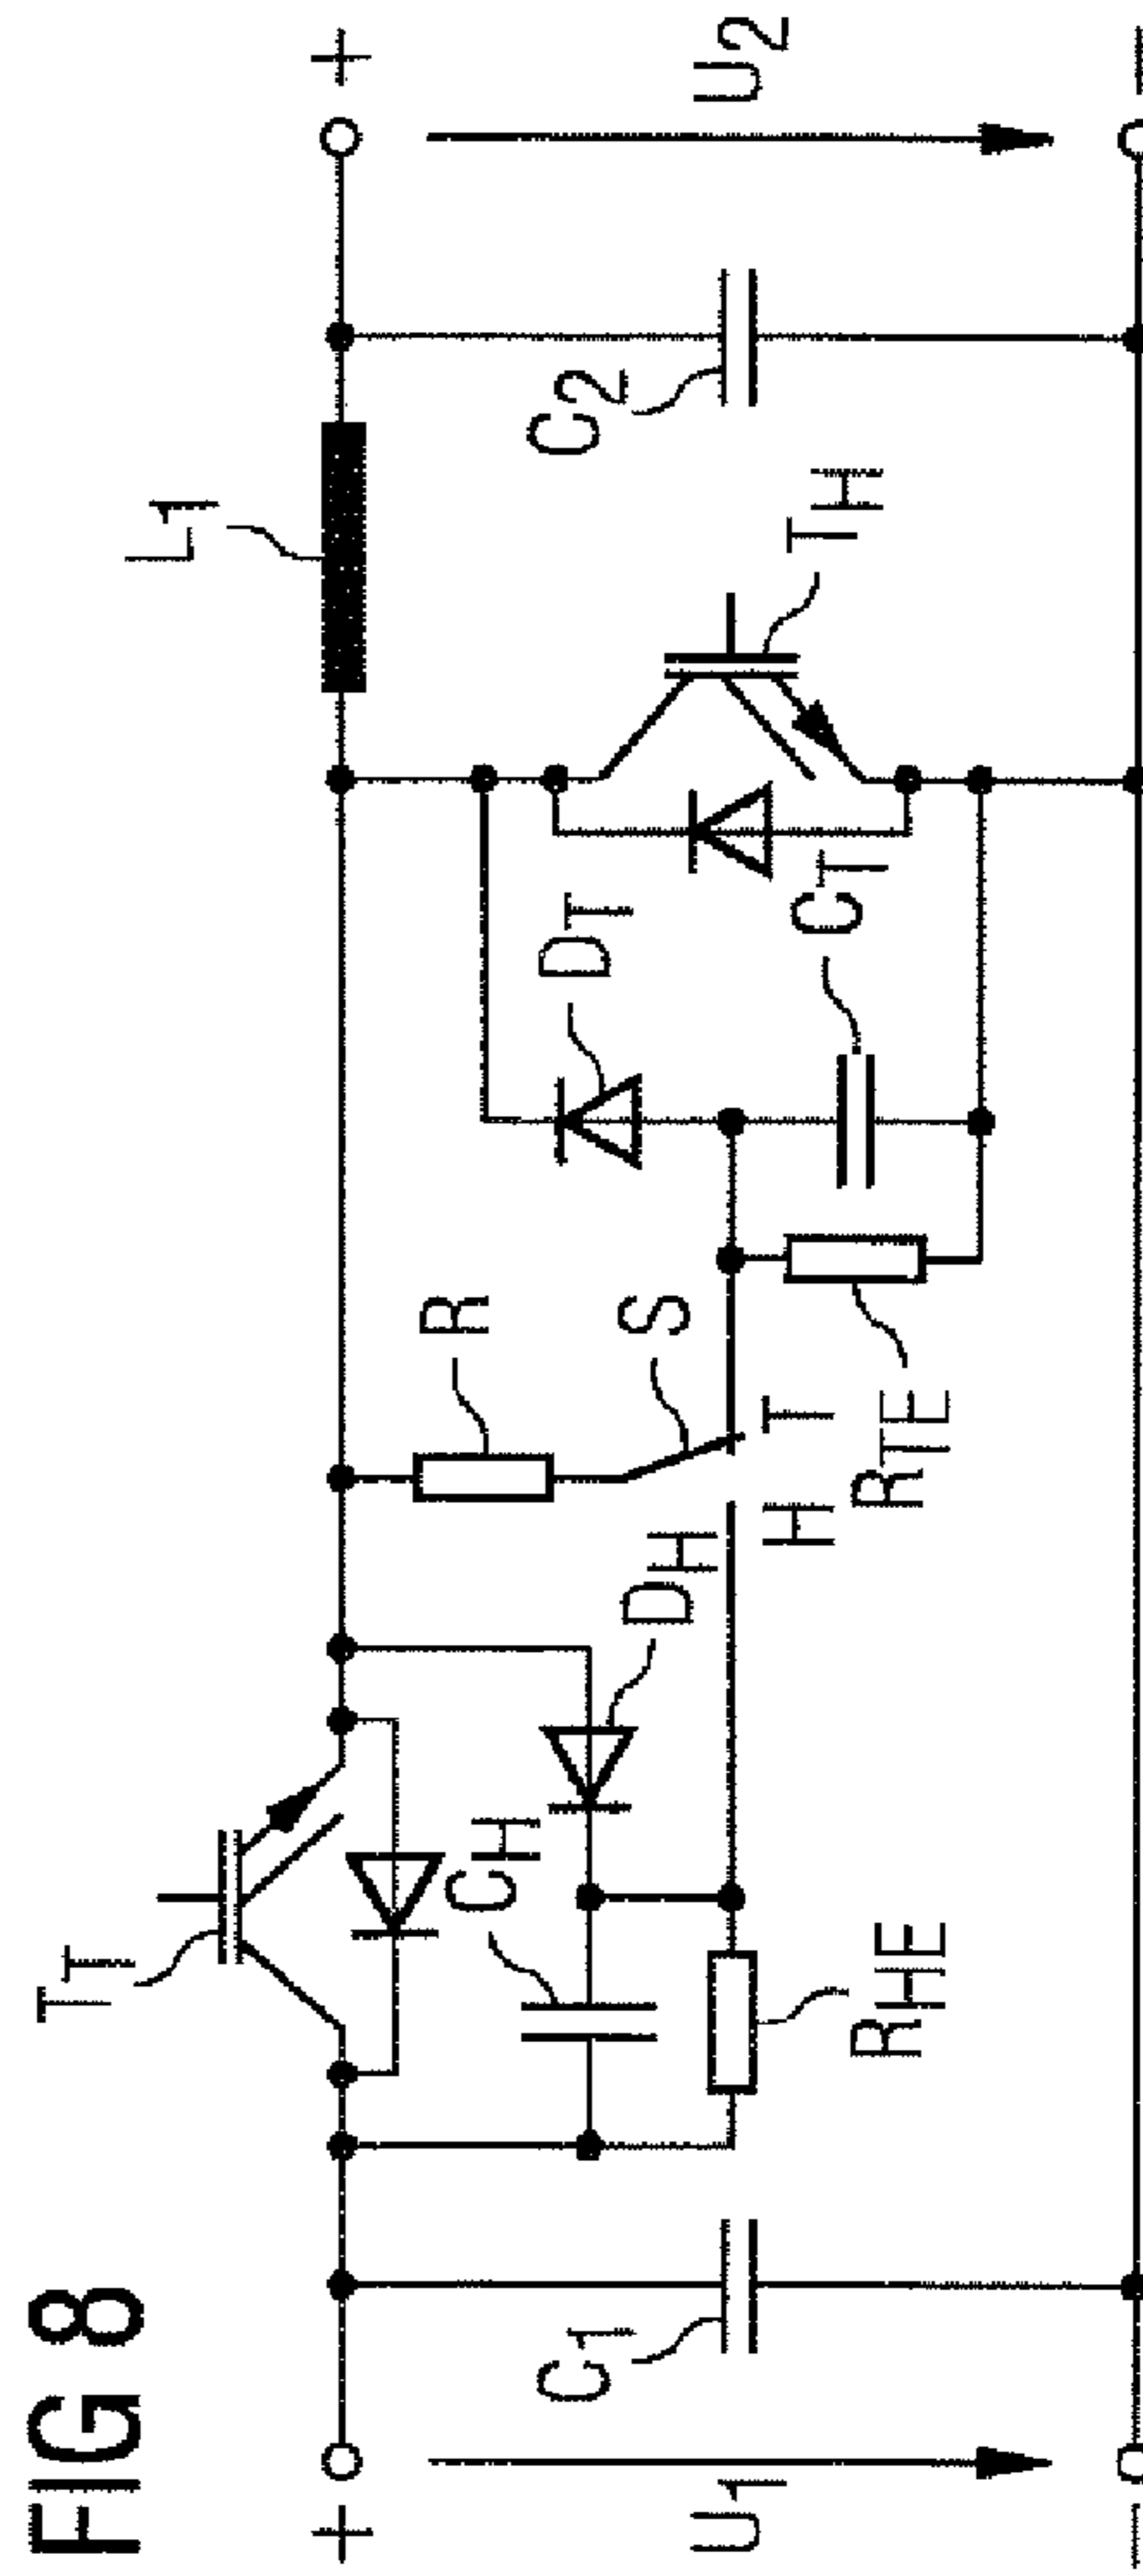 FIG 8
+
U1
−
C1
TT
CH
DH
RHE
R
S
H
T
RTE
DT
CT
TH
L1
C2
+
U2
−